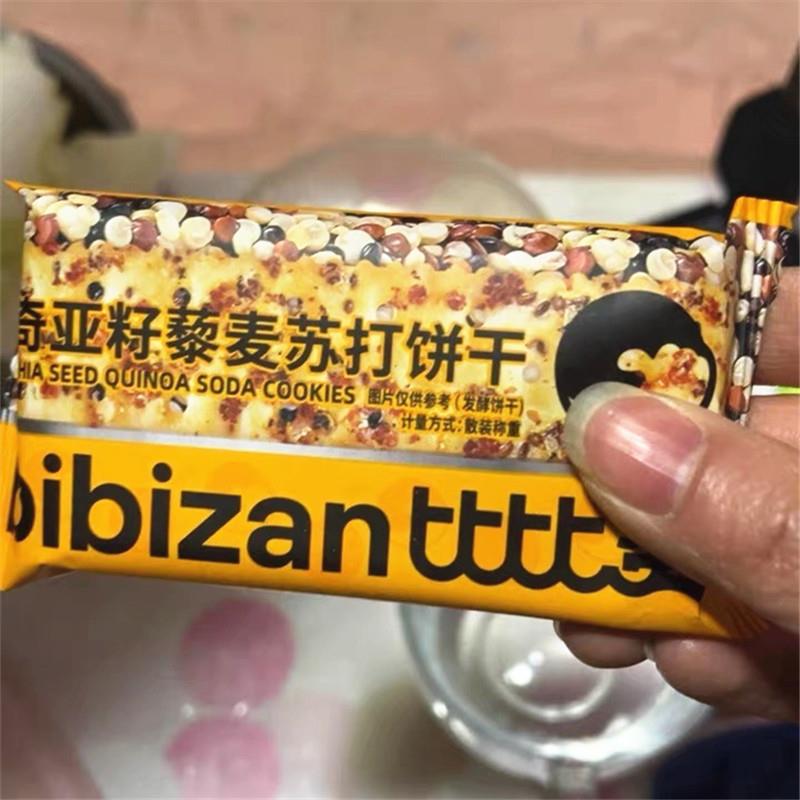 奇亚籽藜麦苏打饼干
HIA SEED QUINOA SODA COOKIES
图片仅供参考(发酵饼干)
计量方式:散装称重
bibizan